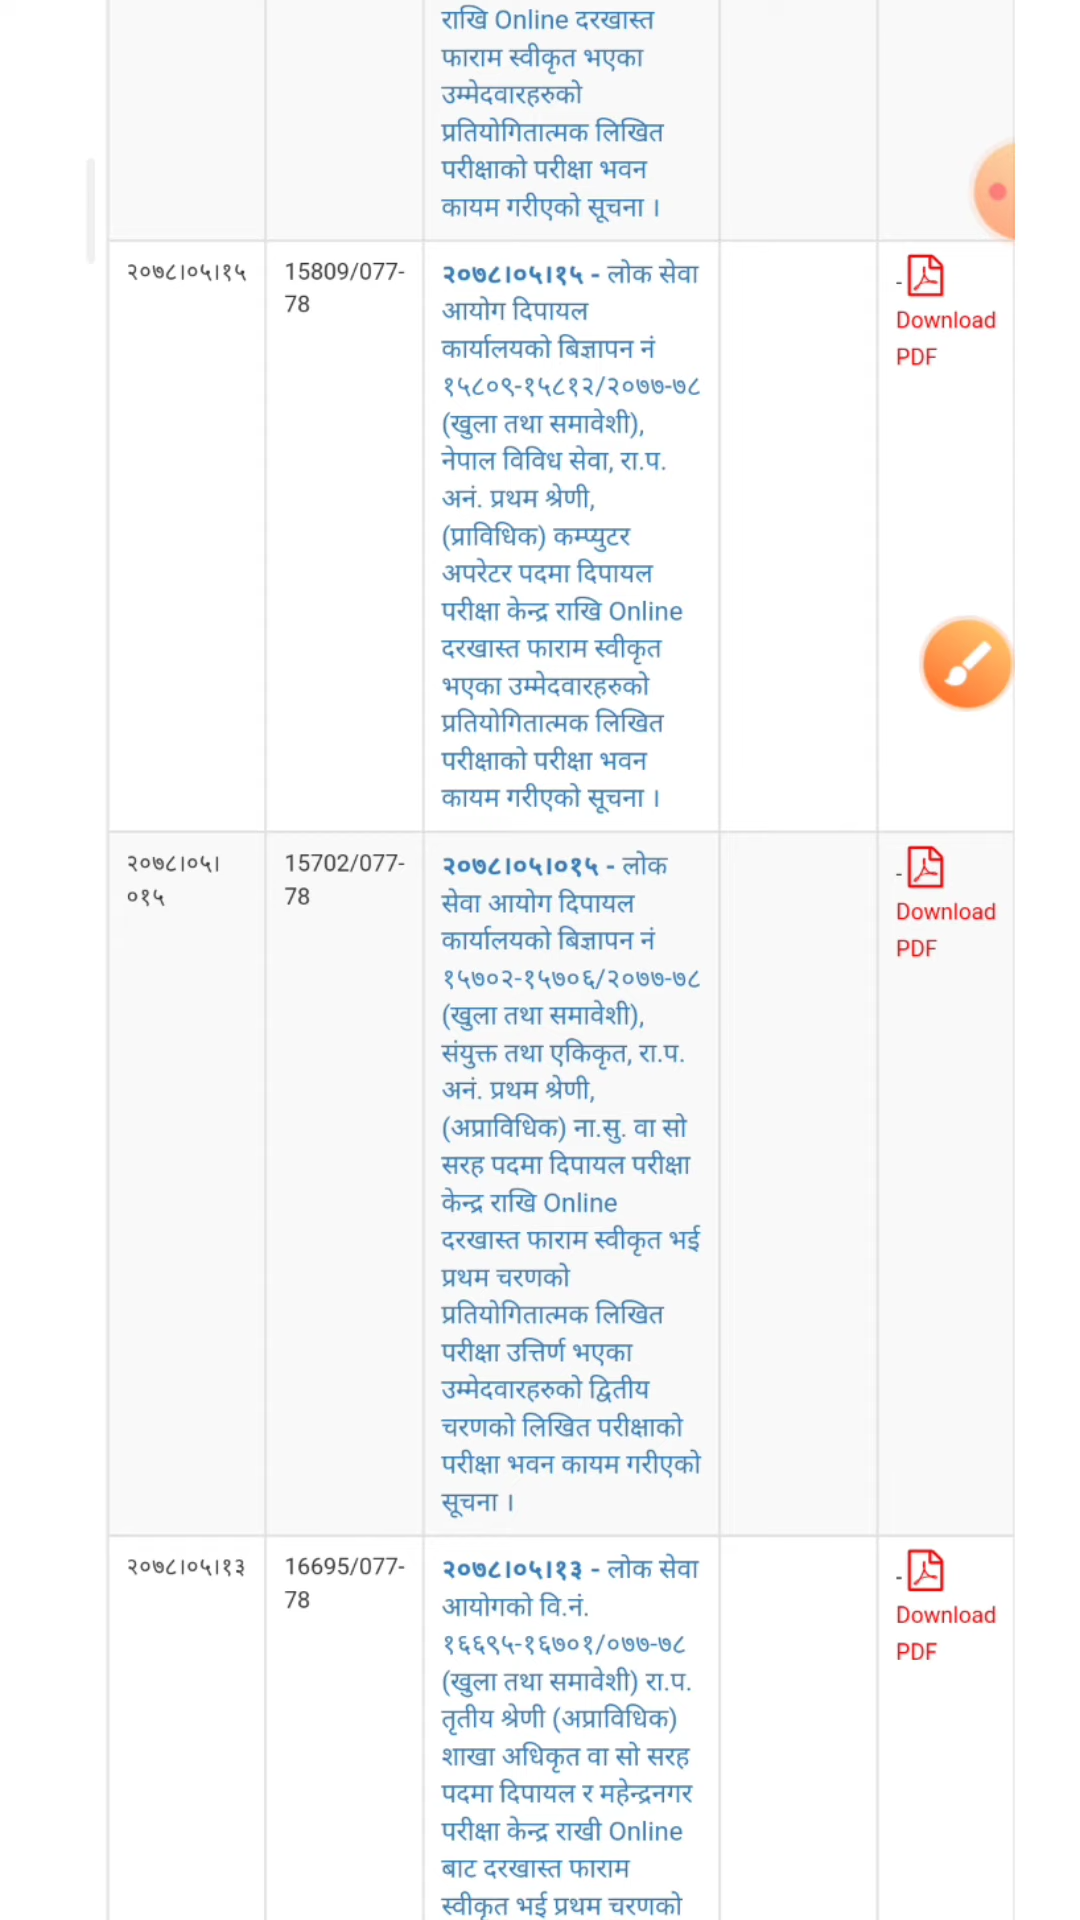 राखि Online दरखास्त
फाराम स्वीकृत भएका
उम्मेदवारहरुको
प्रतियोगितात्मक लिखित
परीक्षाको परीक्षा भवन
कायम गरीएको सूचना ।
२०७८।०५।१५
15809/077-
78
२०७८।०५।१५ - लोक सेवा
आयोग दिपायल
कार्यालयको बिज्ञापन नं
१५८०९-१५८१२/२०७७-७८
(खुला तथा समावेशी),
नेपाल विविध सेवा, रा.प.
अनं. प्रथम श्रेणी,
(प्राविधिक) कम्प्युटर
अपरेटर पदमा दिपायल
परीक्षा केन्द्र राखि Online
दरखास्त फाराम स्वीकृत
भएका उम्मेदवारहरुको
प्रतियोगितात्मक लिखित
परीक्षाको परीक्षा भवन
कायम गरीएको सूचना ।
-
Download
PDF
२०७८।०५।
०१५
15702/077-
78
२०७८।०५।०१५ - लोक
सेवा आयोग दिपायल
कार्यालयको बिज्ञापन नं
१५७०२-१५७०६/२०७७-७८
(खुला तथा समावेशी),
संयुक्त तथा एकिकृत, रा.प.
अनं. प्रथम श्रेणी,
(अप्राविधिक) ना.सु. वा सो
सरह पदमा दिपायल परीक्षा
केन्द्र राखि Online
दरखास्त फाराम स्वीकृत भई
प्रथम चरणको
प्रतियोगितात्मक लिखित
परीक्षा उत्तिर्ण भएका
उम्मेदवारहरुको द्वितीय
चरणको लिखित परीक्षाको
परीक्षा भवन कायम गरीएको
सूचना ।
-
Download
PDF
२०७८।०५।१३
16695/077-
78
२०७८।०५।१३ - लोक सेवा
आयोगको वि.नं.
१६६९५-१६७०१/०७७-७८
(खुला तथा समावेशी) रा.प.
तृतीय श्रेणी (अप्राविधिक)
शाखा अधिकृत वा सो सरह
पदमा दिपायल र महेन्द्रनगर
परीक्षा केन्द्र राखी Online
बाट दरखास्त फाराम
स्वीकृत भई प्रथम चरणको
-
Download
PDF